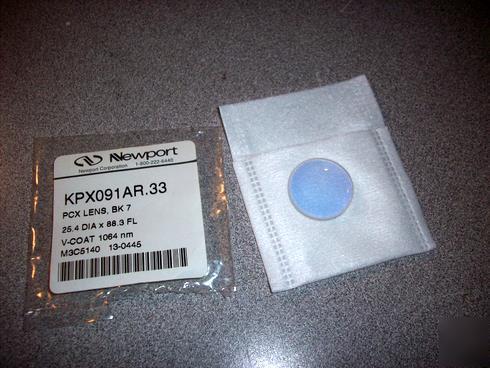 Newport
Newport Corporation 1-800-222-6440
KPX091AR.33
PCX LENS, BK 7
25.4 DIA x 88.3 FL
V-COAT 1064 nm
M3C5140 13-0445